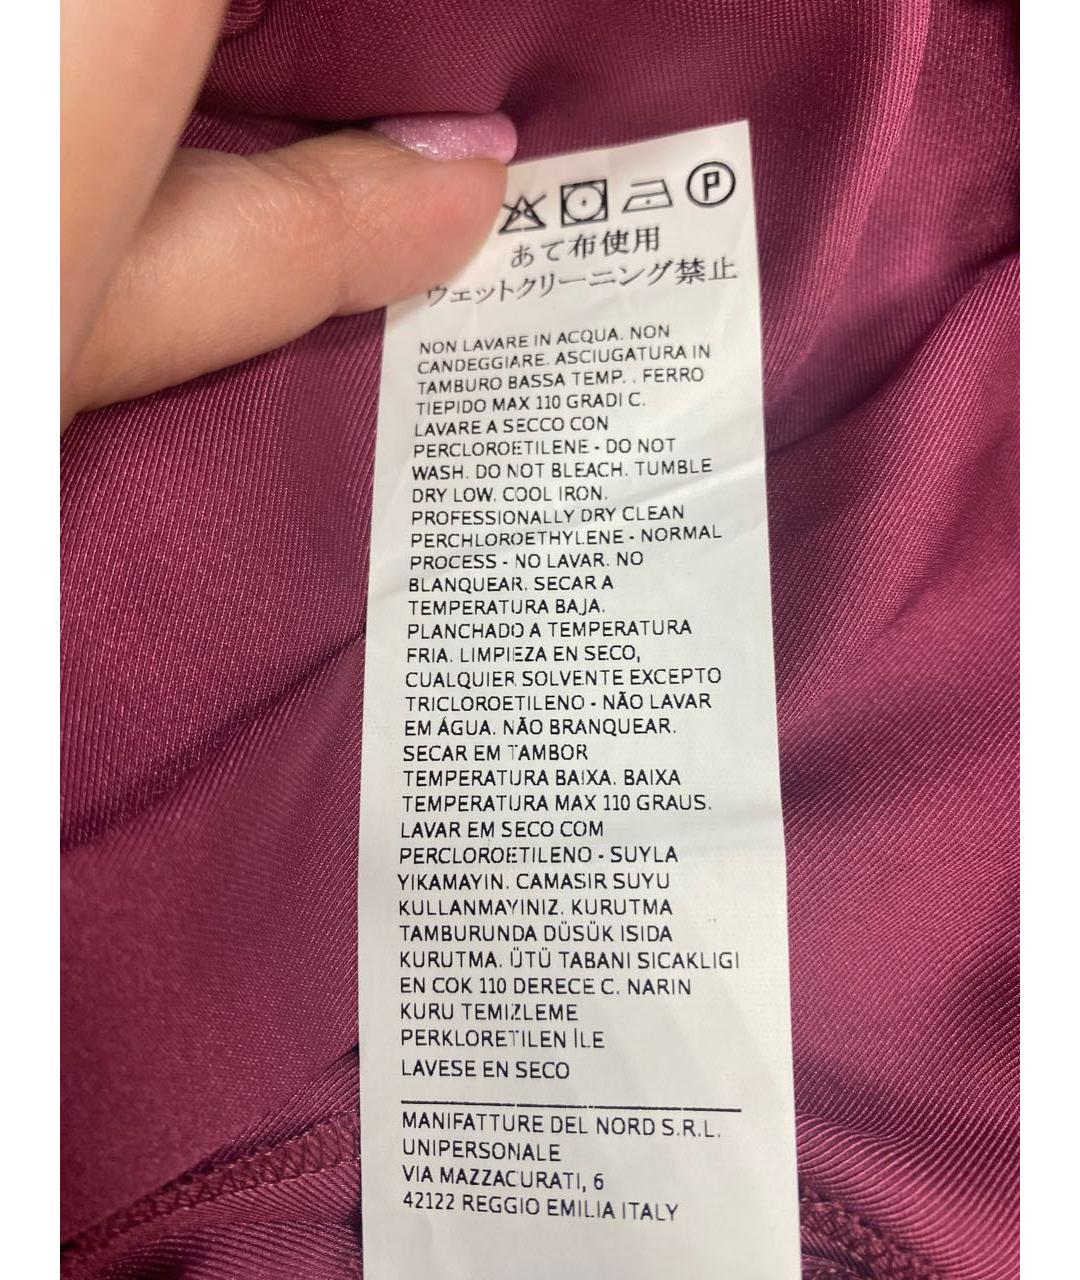 P
あて布使用
ウェットクリーニング禁止
NON LAVARE IN ACQUA. NON
CANDEGGIARE. ASCIUGATURA IN
TAMBURO BASSA TEMP. . FERRO
TIEPIDO MAX 110 GRADI C.
LAVARE A SECCO CON
PERCLOROETILENE - DO NOT
WASH. DO NOT BLEACH. TUMBLE
DRY LOW. COOL IRON.
PROFESSIONALLY DRY CLEAN
PERCHLOROETHYLENE - NORMAL
PROCESS - NO LAVAR. NO
BLANQUEAR. SECAR A
TEMPERATURA BAJA.
PLANCHADO A TEMPERATURA
FRIA. LIMPIEZA EN SECO,
CUALQUIER SOLVENTE EXCEPTO
TRICLOROETILENO - NÃO LAVAR
EM ÁGUA. NÃO BRANQUEAR.
SECAR EM TAMBOR
TEMPERATURA BAIXA. BAIXA
TEMPERATURA MAX 110 GRAUS.
LAVAR EM SECO COM
PERCLOROETILENO - SUYLA
YIKAMAYIN. CAMASIR SUYU
KULLANMAYINIZ. KURUTMA
TAMBURUNDA DÜSÜK ISIDA
KURUTMA. ÜTÜ TABANI SICAKLIGI
EN COK 110 DERECE C. NARIN
KURU TEMIZLEME
PERKLORETILEN İLE
LAVESE EN SECO
MANIFATTURE DEL NORD S.R.L.
UNIPERSONALE
VIA MAZZACURATI, 6
42122 REGGIO EMILIA ITALY